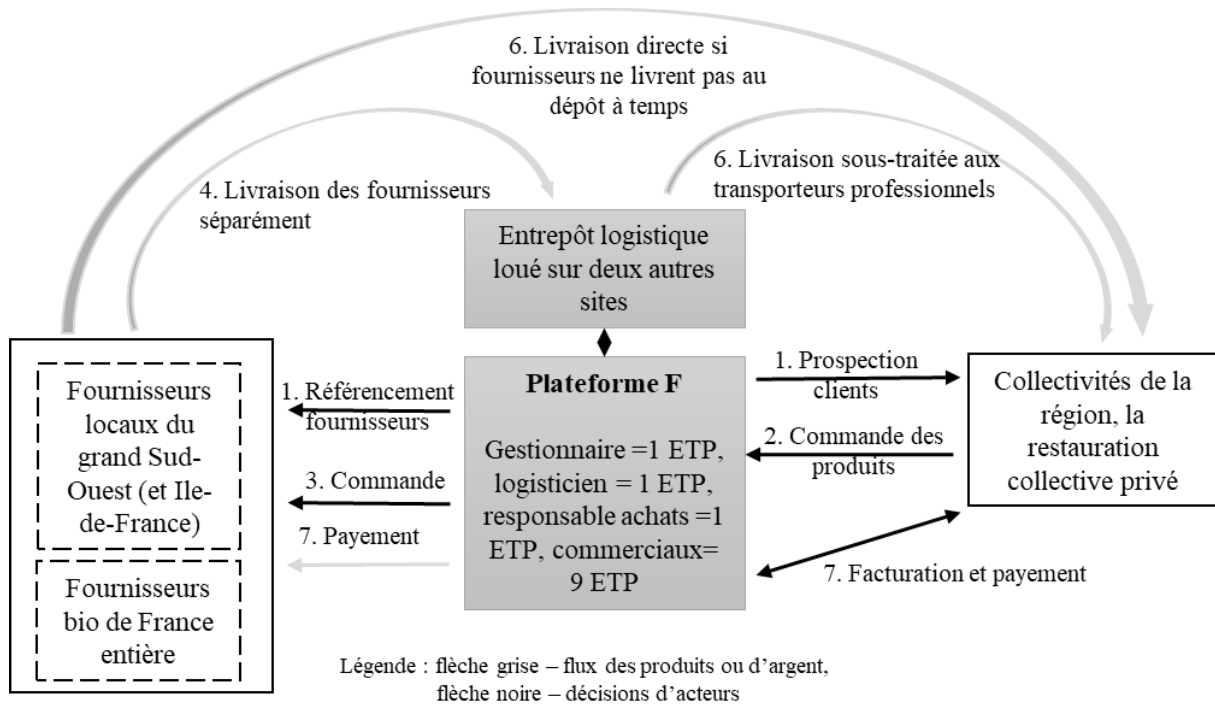 6. Livraison directe si
fournisseurs ne livrent pas au
dépôt à temps
4. Livraison des fournisseurs
séparément
6. Livraison sous-traitée aux
transporteurs professionnels
Entrepôt logistique
loué sur deux autres
sites
Fournisseurs
locaux du
grand Sud-
Ouest (et Ile-
de-France)
Fournisseurs
bio de France
entière
1. Référencement
fournisseurs
3. Commande
7. Payement
Plateforme F
Gestionnaire =1 ETP,
logisticien = 1 ETP,
responsable achats =1
ETP, commerciaux=
9 ETP
1. Prospection
clients
2. Commande des
produits
7. Facturation et payement
Collectivités de la
région, la
restauration
collective privé
Légende : flèche grise – flux des produits ou d’argent,
flèche noire – décisions d’acteurs